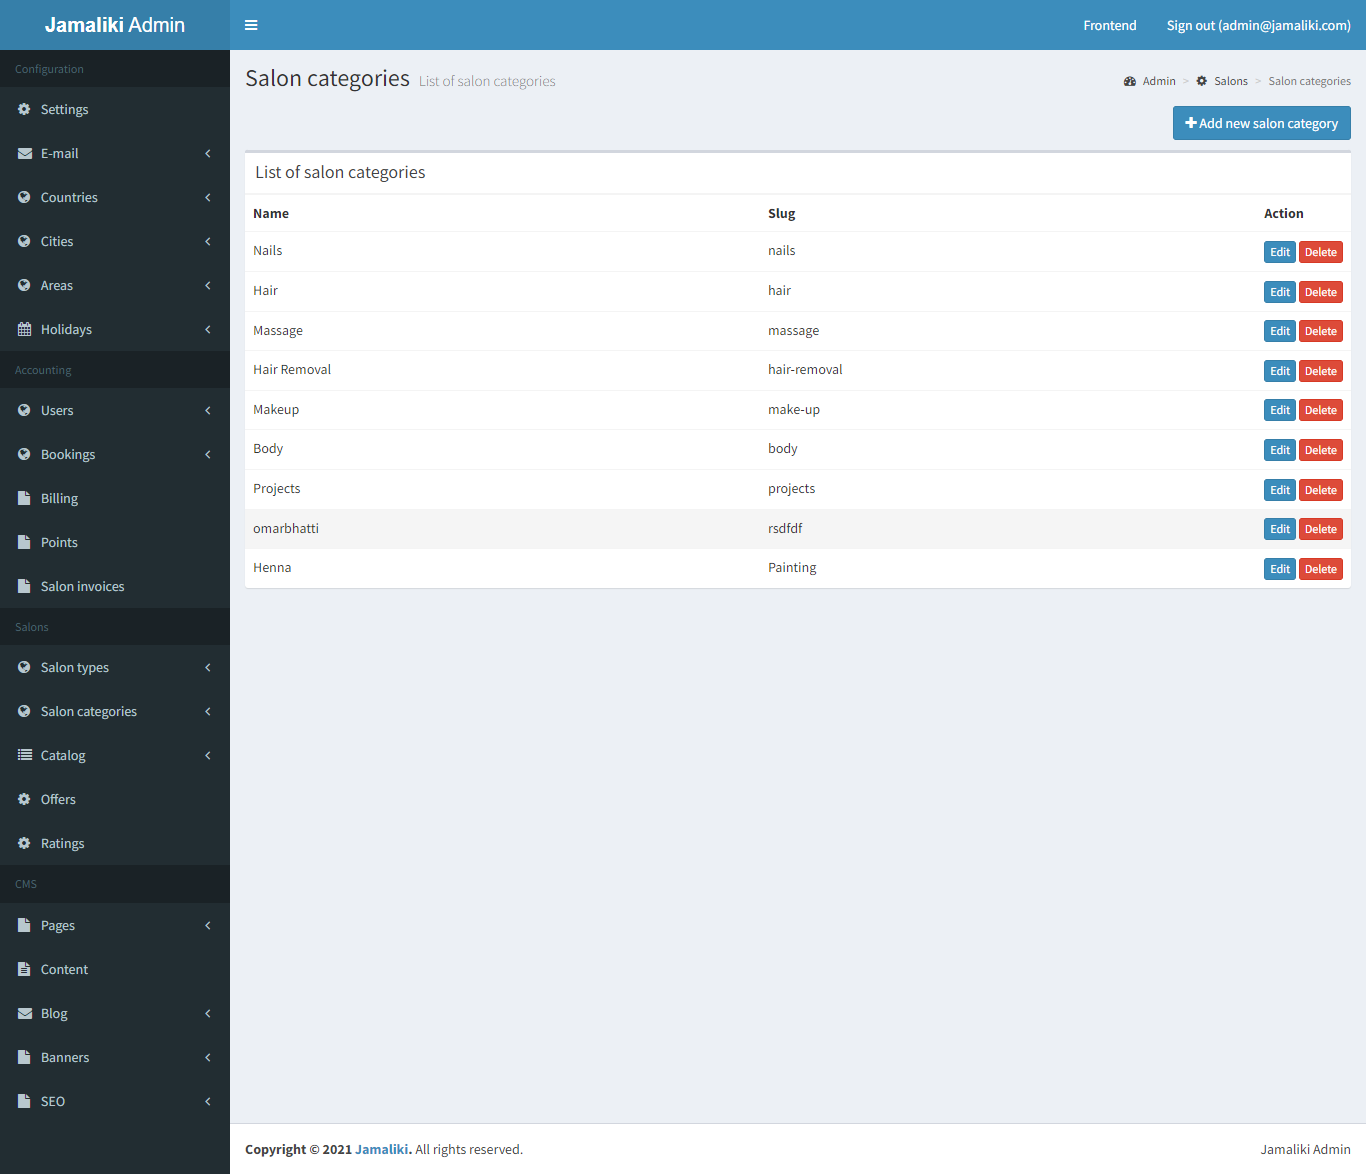 Jamaliki Admin
Frontend
Sign out (admin@jamaliki.com)
Configuration
Settings
E-mail
Countries
Cities
Areas
Holidays
Accounting
Users
Bookings
Billing
Points
Salon invoices
Salons
Salon types
Salon categories
Catalog
Offers
Ratings
CMS
Pages
Content
Blog
Banners
SEO
Salon categories List of salon categories
Admin > Salons > Salon categories
Add new salon category
List of salon categories
Name Slug Action
Nails nails Edit Delete
Hair hair Edit Delete
Massage massage Edit Delete
Hair Removal hair-removal Edit Delete
Makeup make-up Edit Delete
Body body Edit Delete
Projects projects Edit Delete
omarbhatti rsdfdf Edit Delete
Henna Painting Edit Delete
Copyright © 2021 Jamaliki. All rights reserved.
Jamaliki Admin